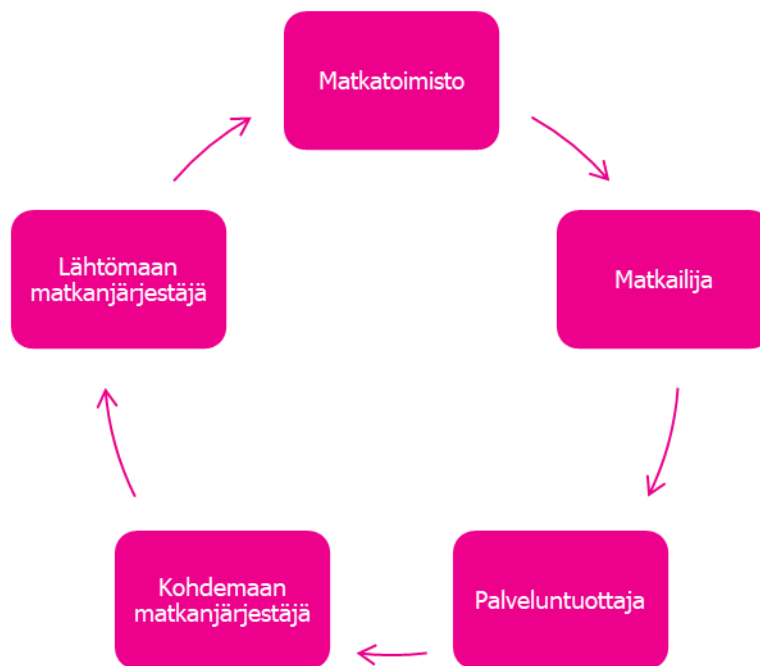 Matkatoimisto
Matkailija
Palveluntuottaja
Kohdemaan
matkanjärjestäjä
Lähtömaan
matkanjärjestäjä